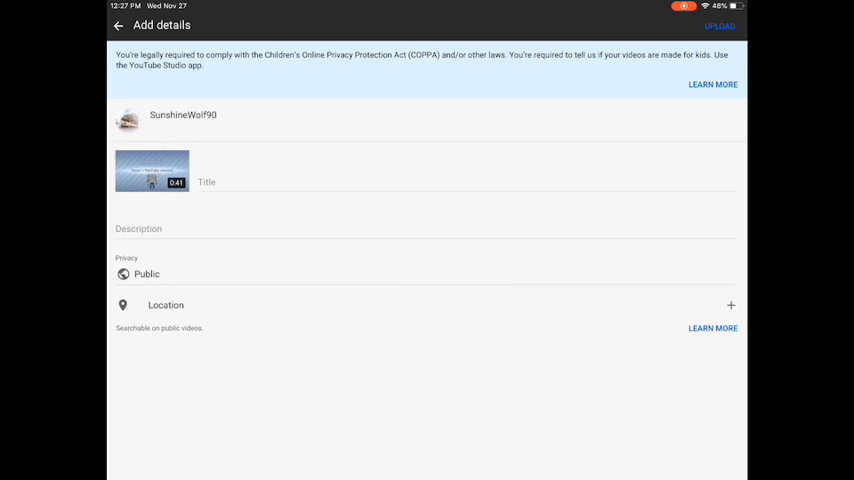 12:27 PM Wed Nov 27
48%
Add details
UPLOAD
You're legally required to comply with the Children's Online Privacy Protection Act (COPPA) and/or other laws. You're required to tell us if your videos are made for kids. Use
the YouTube Studio app.
LEARN MORE
SunshineWolf90
YouTube channel
0:41
Title
Description
Privacy
Public
Location
Searchable on public videos.
LEARN MORE